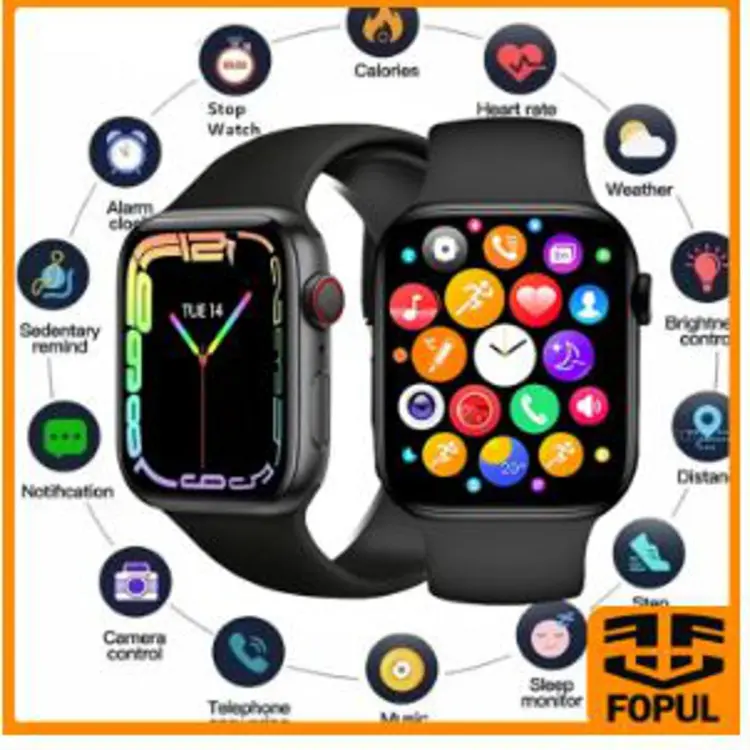 Calories
Stop
Watch
Heart rate
Alarm
Weather
TUE 14
Sedentary
remind
Notification
Distan
Camera
control
Telephone
Music
Sleep
monitor
FOPUL